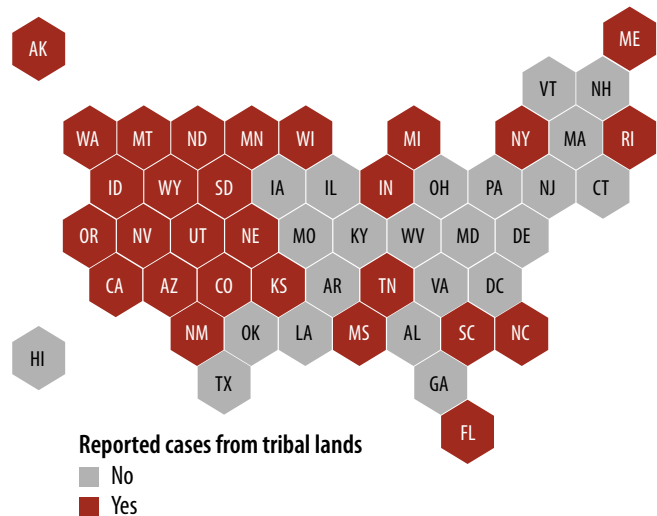 ME
AK
VT NH
WA MT ND MN WI MI NY MA RI
ID WY SD IA IL IN OH PA NJ CT
OR NV UT NE MO KY WV MD DE
CA AZ CO KS AR TN VA DC
NM OK LA MS AL SC NC
HI
TX GA
FL
Reported cases from tribal lands
No
Yes